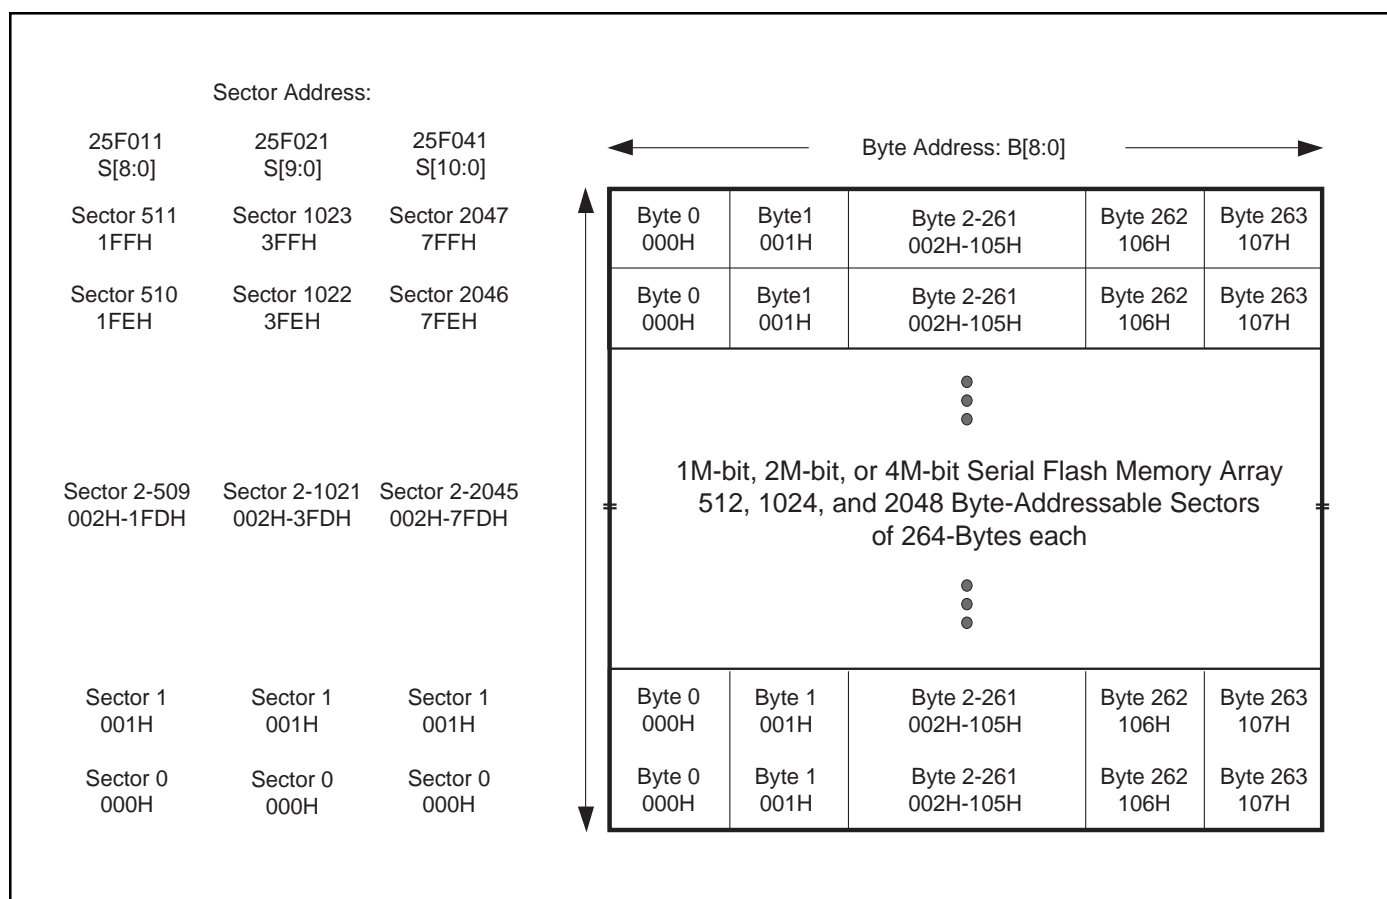 Sector Address:
25F011 25F021 25F041
S[8:0] S[9:0] S[10:0]
Byte Address: B[8:0]
Sector 511 Sector 1023 Sector 2047
1FFH 3FFH 7FFH
Byte 0 Byte1 Byte 2-261 Byte 262 Byte 263
000H 001H 002H-105H 106H 107H
Sector 510 Sector 1022 Sector 2046
1FEH 3FEH 7FEH
Byte 0 Byte1 Byte 2-261 Byte 262 Byte 263
000H 001H 002H-105H 106H 107H
Sector 2-509 Sector 2-1021 Sector 2-2045
002H-1FDH 002H-3FDH 002H-7FDH
1M-bit, 2M-bit, or 4M-bit Serial Flash Memory Array
512, 1024, and 2048 Byte-Addressable Sectors
of 264-Bytes each
Sector 1 Sector 1 Sector 1
001H 001H 001H
Byte 0 Byte 1 Byte 2-261 Byte 262 Byte 263
000H 001H 002H-105H 106H 107H
Sector 0 Sector 0 Sector 0
000H 000H 000H
Byte 0 Byte 1 Byte 2-261 Byte 262 Byte 263
000H 001H 002H-105H 106H 107H